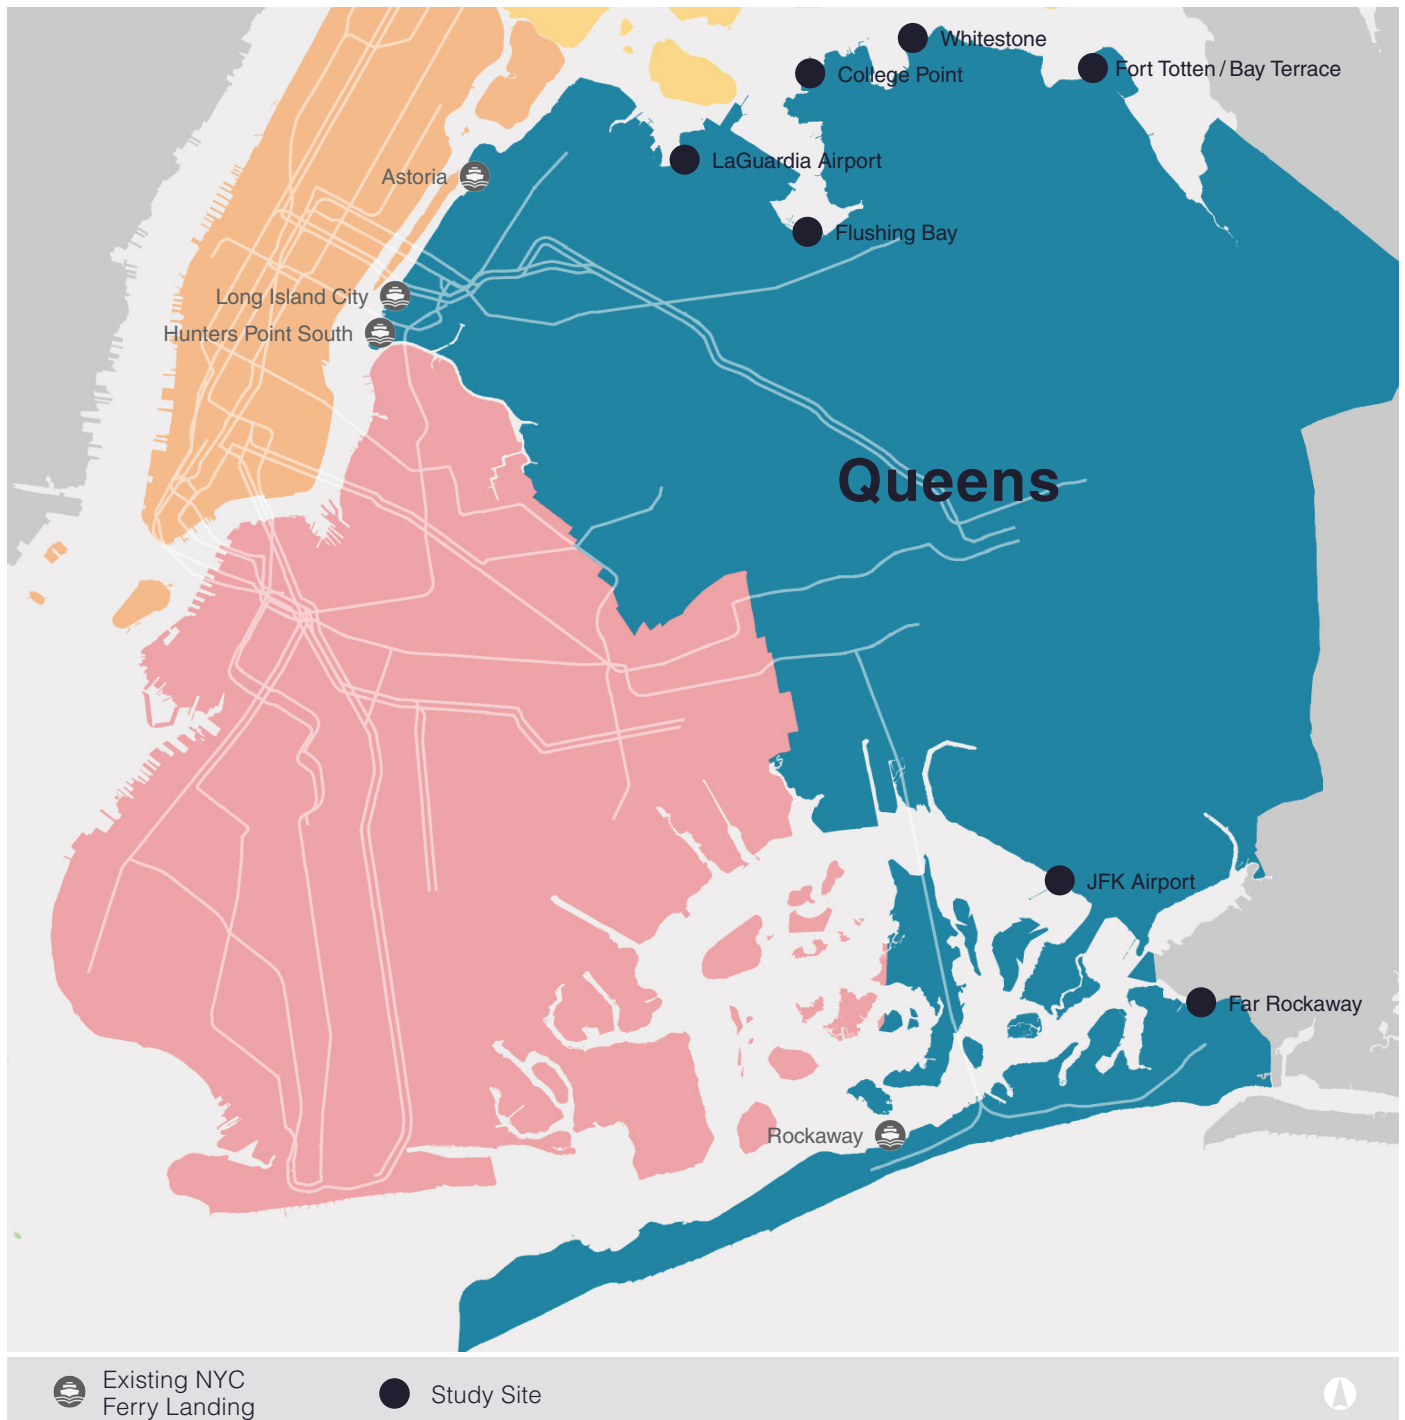 Whitestone
College Point
Fort Totten / Bay Terrace
LaGuardia Airport
Astoria
Flushing Bay
Long Island City
Hunters Point South
Queens
JFK Airport
Far Rockaway
Rockaway
Existing NYC
Ferry Landing
Study Site